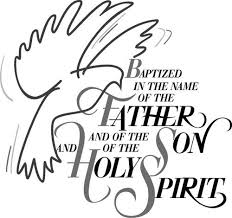 BAPTIZED
IN THE NAME
OF THE
FATHER
AND OF THE SON
AND OF THE
HOLY SPIRIT